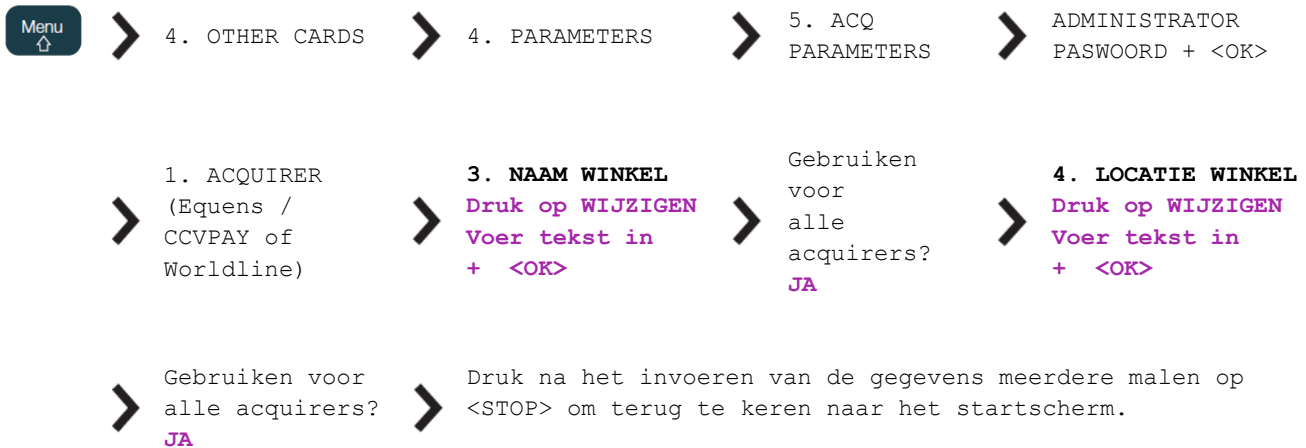 Menu
4. OTHER CARDS
4. PARAMETERS
5. ACQ
PARAMETERS
ADMINISTRATOR
PASWOORD + <OK>
1. ACQUIRER
(Equens /
CCVPAY of
Worldline)
3. NAAM WINKEL
Druk op WIJZIGEN
Voer tekst in
+ <OK>
Gebruiken
voor
alle
acquirers?
JA
4. LOCATIE WINKEL
Druk op WIJZIGEN
Voer tekst in
+ <OK>
Gebruiken voor
alle acquirers?
JA
Druk na het invoeren van de gegevens meerdere malen op
<STOP> om terug te keren naar het startscherm.